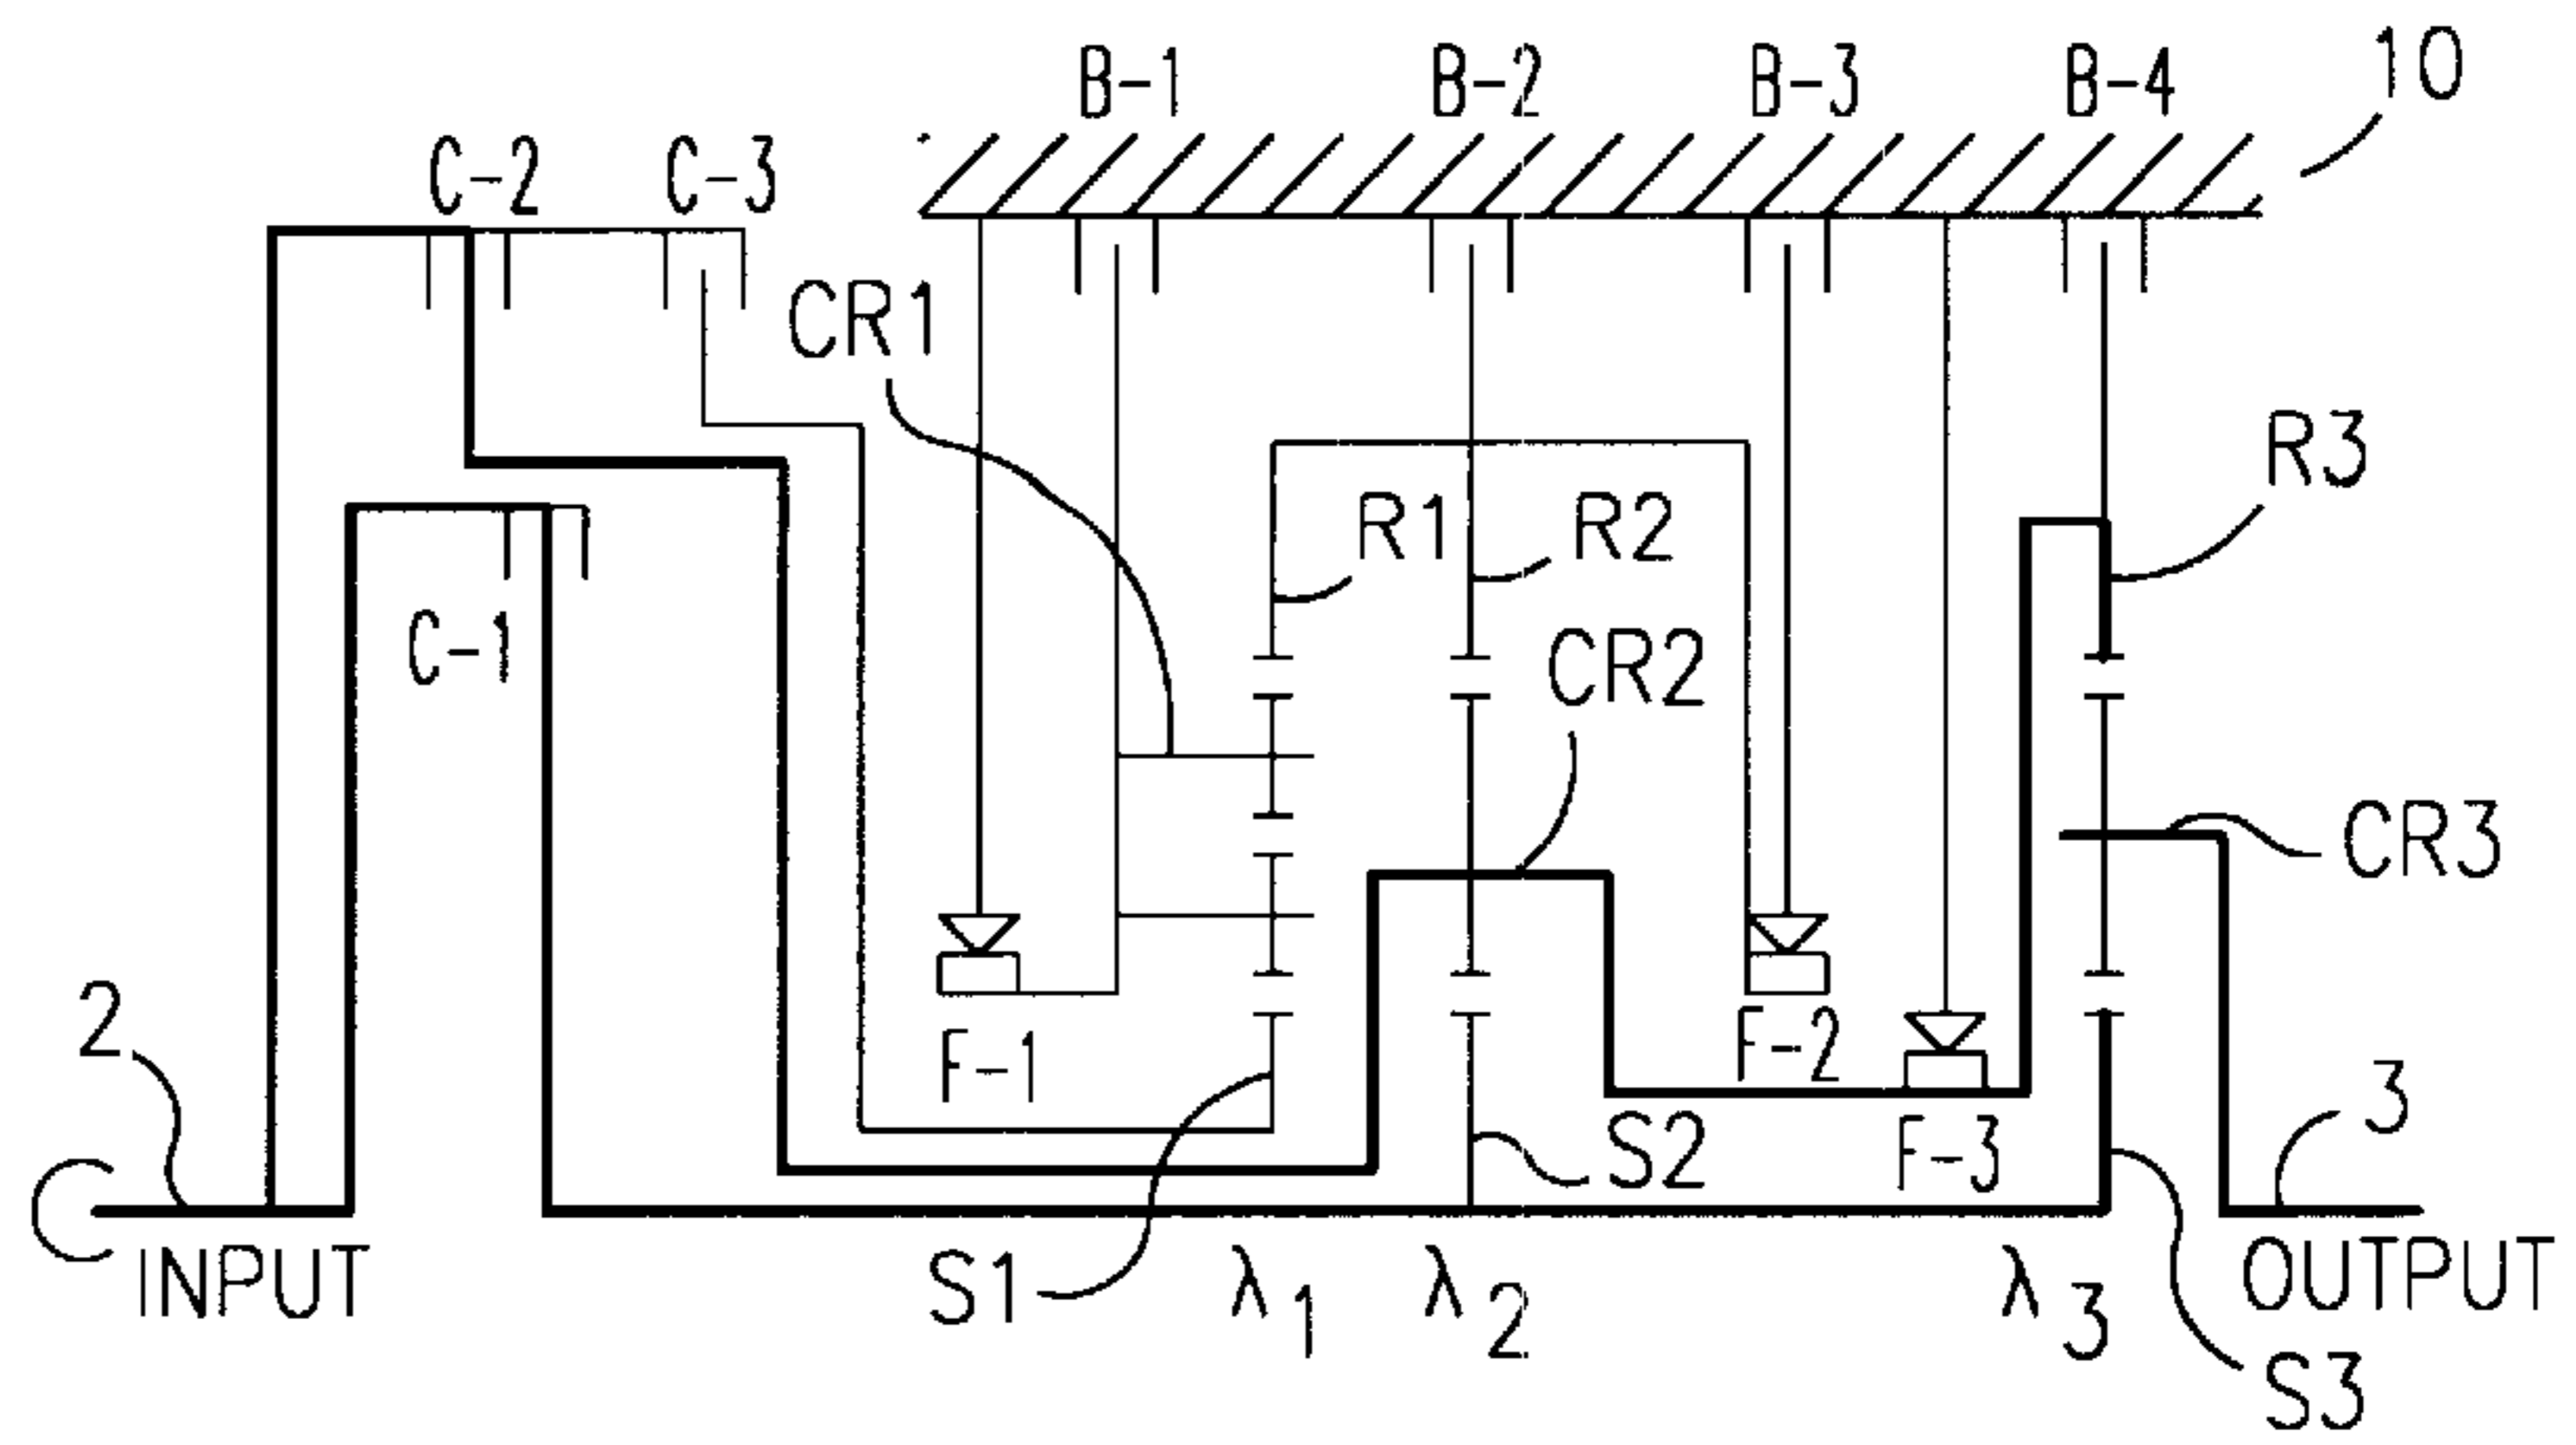 B-1 B-2 B-3 B-4 10
C-2 C-3
CR1
R3
R1 R2
C-1 CR2
CR3
2 F-1 F-2
S2 F-3 3
INPUT S1 λ1 λ2 λ3 OUTPUT
S3